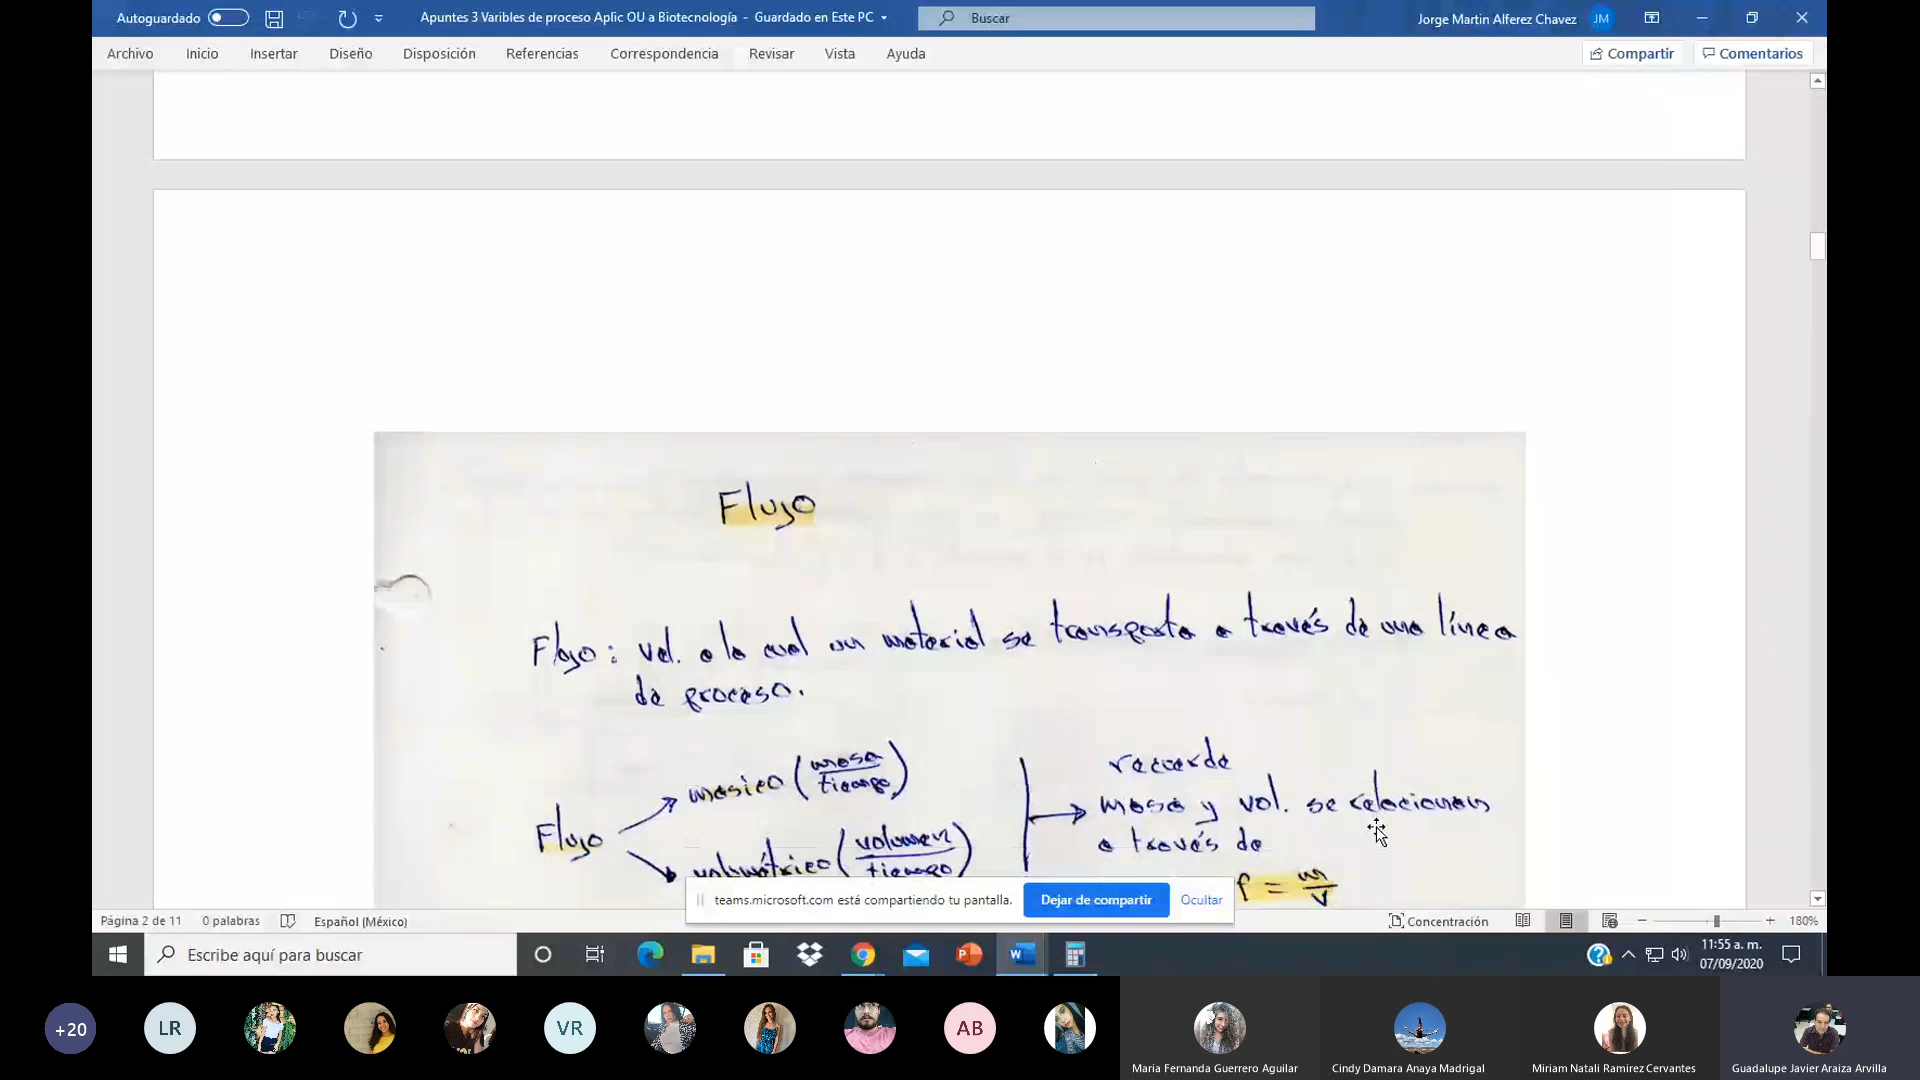 Autoguardado
Apuntes 3 Varibles de proceso Aplic OU a Biotecnología - Guardado en Este PC
Buscar
Jorge Martin Alferez Chavez
JM
Archivo Inicio Insertar Diseño Disposición Referencias Correspondencia Revisar Vista Ayuda
Compartir
Comentarios
Flujo
Flujo: vel. a la cual un material se transporta a través de una línea
de proceso.
recuerda
másico (masa/tiempo)
masa y vol. se relacionan
Flujo
a través de
volumétrico (volumen/tiempo)
ρ = m/v
teams.microsoft.com está compartiendo tu pantalla.
Dejar de compartir
Ocultar
Página 2 de 11
0 palabras
Español (México)
Concentración
180%
Escribe aquí para buscar
11:55 a. m.
07/09/2020
+20
LR
VR
AB
Maria Fernanda Guerrero Aguilar
Cindy Damara Anaya Madrigal
Miriam Natali Ramirez Cervantes
Guadalupe Javier Araiza Arvilla